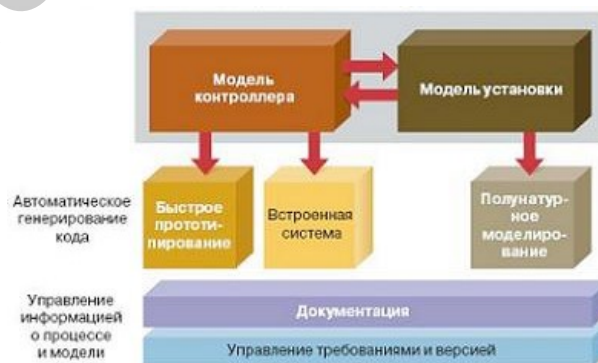 Модель
контроллера
Модель установки
Автоматическое
генерирование
кода
Быстрое
прототи-
пирование
Встроенная
система
Полунатур-
ное
моделиро-
вание
Управление
информацией
о процессе
и модели
Документация
Управление требованиями и версией